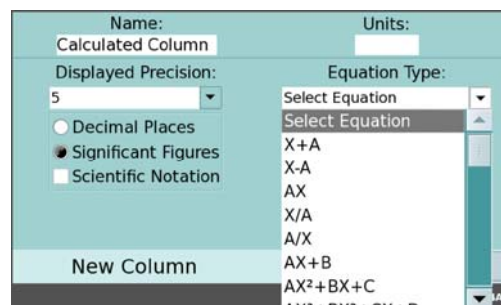 Name:
Calculated Column
Units:
Displayed Precision:
5
Decimal Places
Significant Figures
Scientific Notation
Equation Type:
Select Equation
Select Equation
X+A
X-A
AX
X/A
A/X
AX+B
AX²+BX+C
New Column